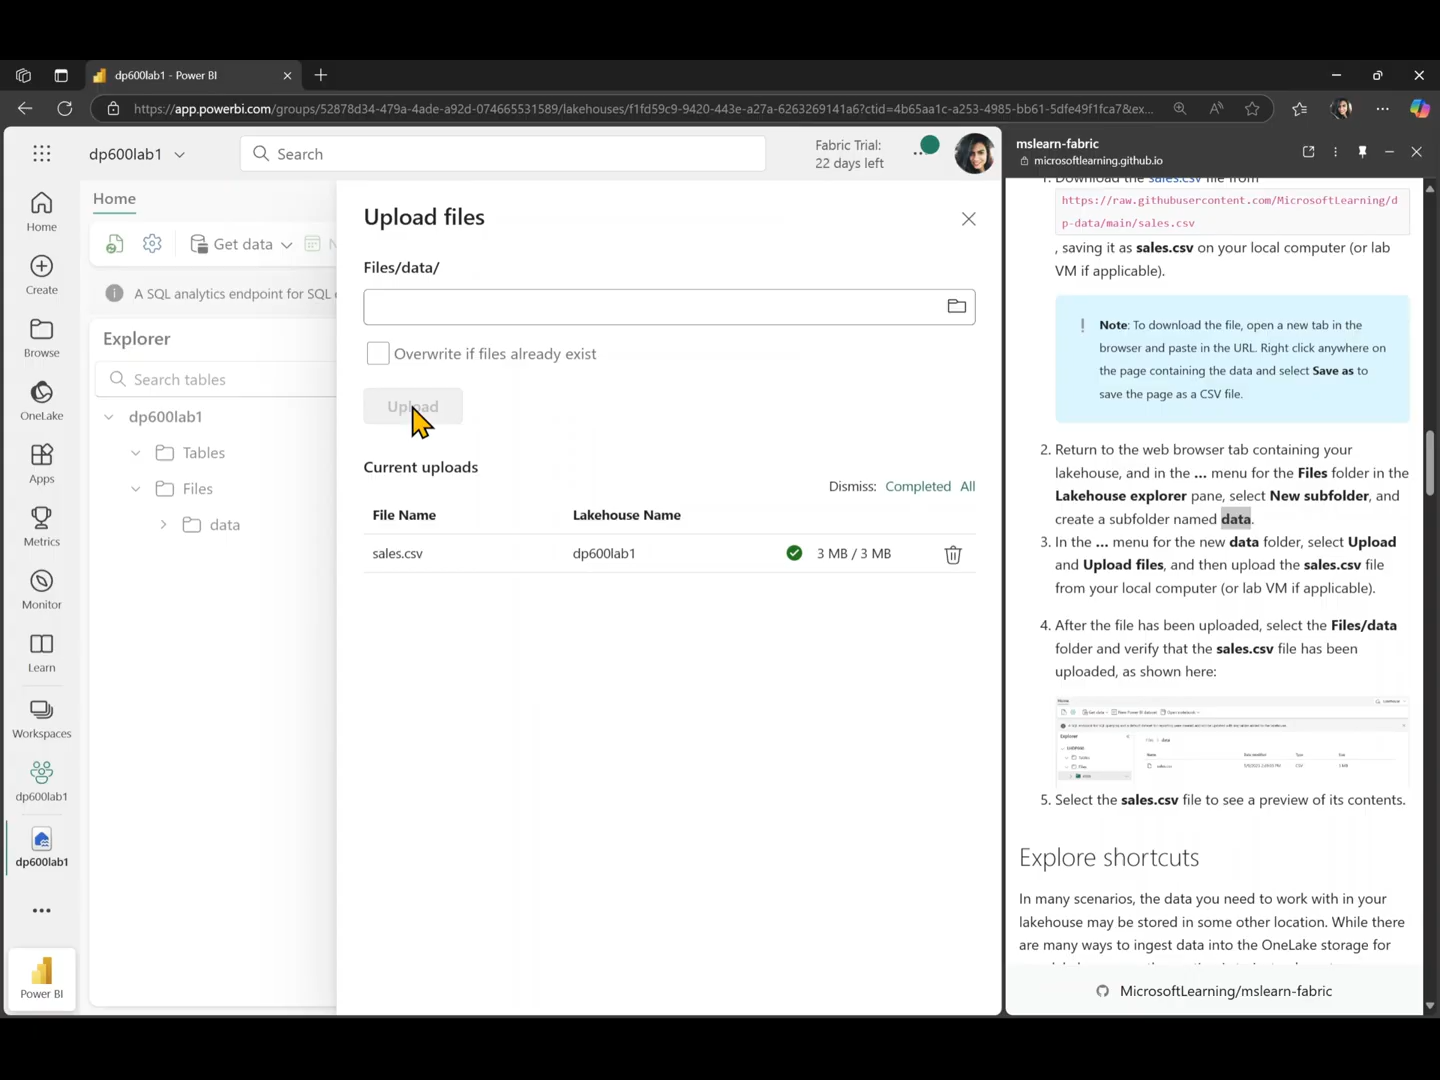 dp600lab1 - Power BI
https://app.powerbi.com/groups/52878d34-479a-4ade-a92d-074665531589/lakehouses/f1fd59c9-9420-443e-a27a-6263269141a6?ctid=4b65aa1c-a253-4985-bb61-5dfe49f1fca7&ex...
dp600lab1
Search
Fabric Trial:
22 days left
Home
Create
Browse
OneLake
Apps
Metrics
Monitor
Learn
Workspaces
dp600lab1
dp600lab1
Power BI
Home
Get data
A SQL analytics endpoint for SQL
Explorer
Search tables
dp600lab1
Tables
Files
data
Upload files
Files/data/
Overwrite if files already exist
Upload
Current uploads
Dismiss: Completed All
File Name Lakehouse Name
sales.csv dp600lab1 3 MB / 3 MB
mslearn-fabric
microsoftlearning.github.io
1. Download the sales.csv file from
https://raw.githubusercontent.com/MicrosoftLearning/d
p-data/main/sales.csv
, saving it as sales.csv on your local computer (or lab
VM if applicable).
Note: To download the file, open a new tab in the
browser and paste in the URL. Right click anywhere on
the page containing the data and select Save as to
save the page as a CSV file.
2. Return to the web browser tab containing your
lakehouse, and in the ... menu for the Files folder in the
Lakehouse explorer pane, select New subfolder, and
create a subfolder named data.
3. In the ... menu for the new data folder, select Upload
and Upload files, and then upload the sales.csv file
from your local computer (or lab VM if applicable).
4. After the file has been uploaded, select the Files/data
folder and verify that the sales.csv file has been
uploaded, as shown here:
5. Select the sales.csv file to see a preview of its contents.
Explore shortcuts
In many scenarios, the data you need to work with in your
lakehouse may be stored in some other location. While there
are many ways to ingest data into the OneLake storage for
MicrosoftLearning/mslearn-fabric